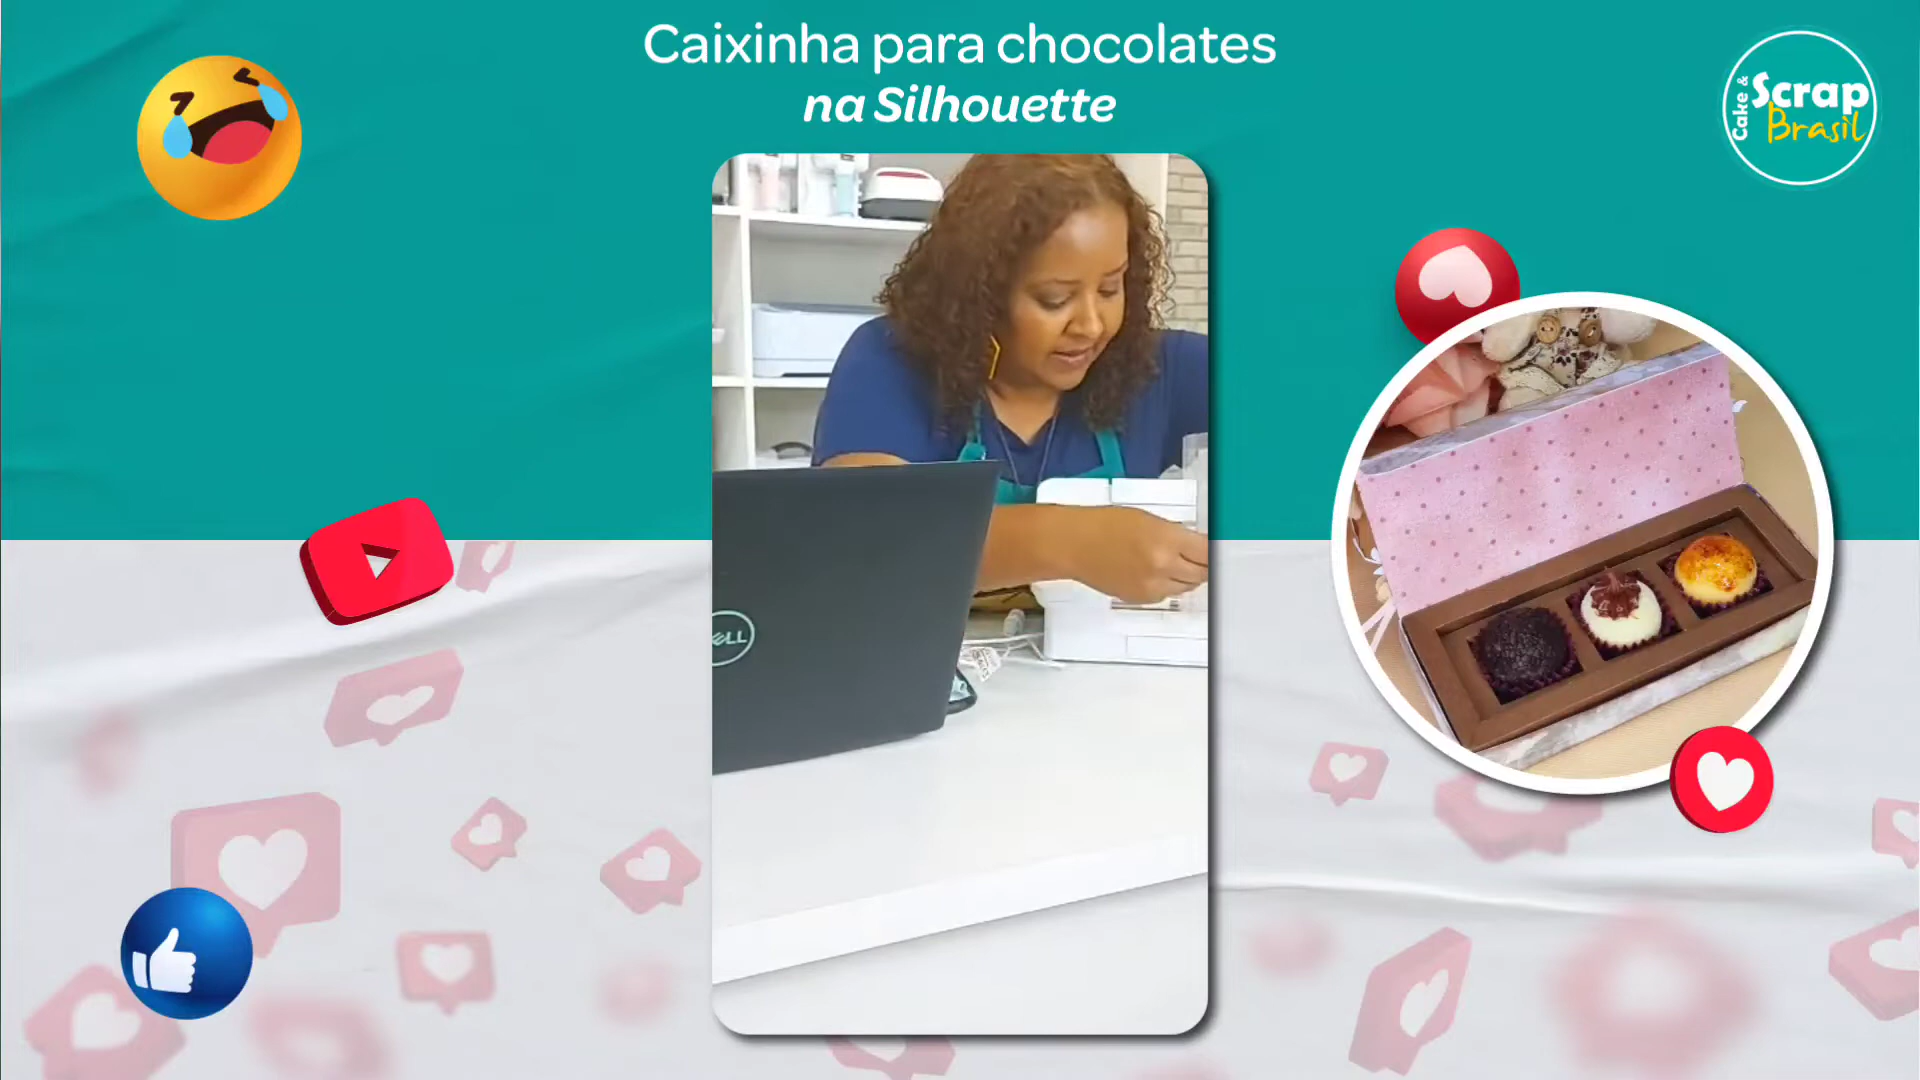 Caixinha para chocolates
na Silhouette
Cake &
Scrap
Brasil
DELL